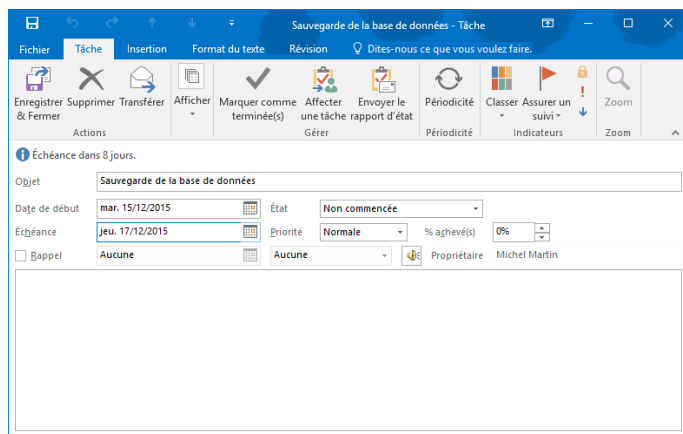 Sauvegarde de la base de données - Tâche
Fichier Tâche Insertion Format du texte Révision Dites-nous ce que vous voulez faire.
Enregistrer Supprimer Transférer Afficher Marquer comme Affecter Envoyer le Périodicité Classer Assurer un Zoom
& Fermer terminée(s) une tâche rapport d'état suivi
Actions Gérer Périodicité Indicateurs Zoom
Échéance dans 8 jours.
Objet Sauvegarde de la base de données
Date de début mar. 15/12/2015 État Non commencée
Échéance jeu. 17/12/2015 Priorité Normale % achevé(s) 0%
Rappel Aucune Aucune Propriétaire Michel Martin